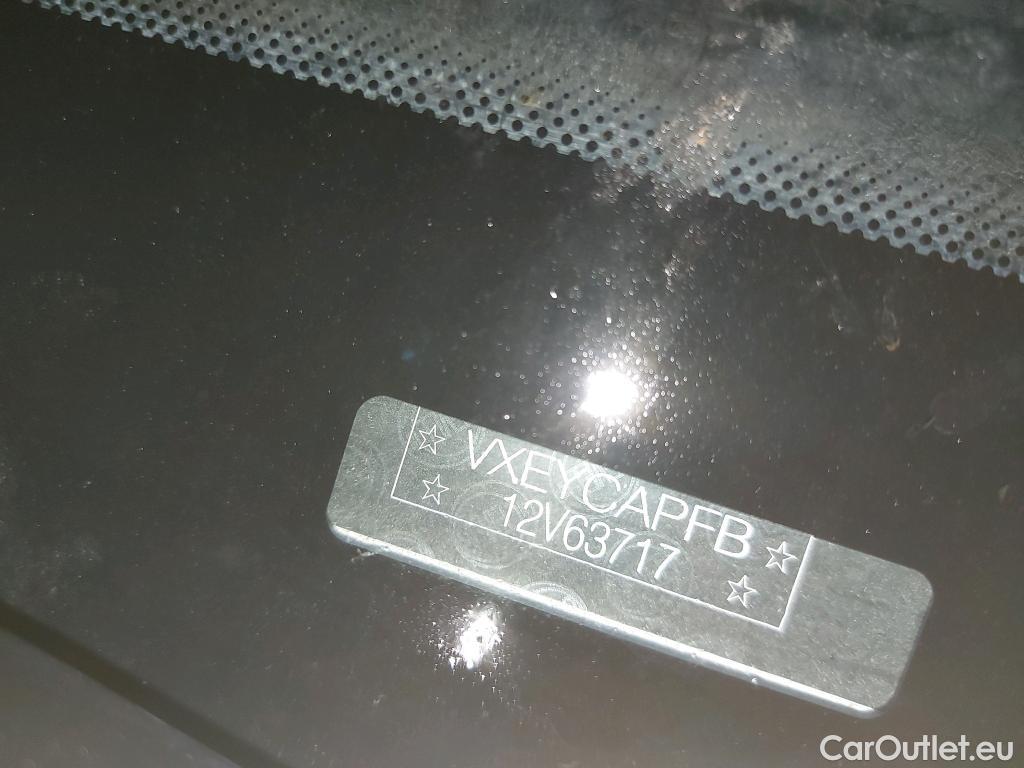 ☆ VXEYCAPFB ☆
☆ 12V63717 ☆
CarOutlet.eu